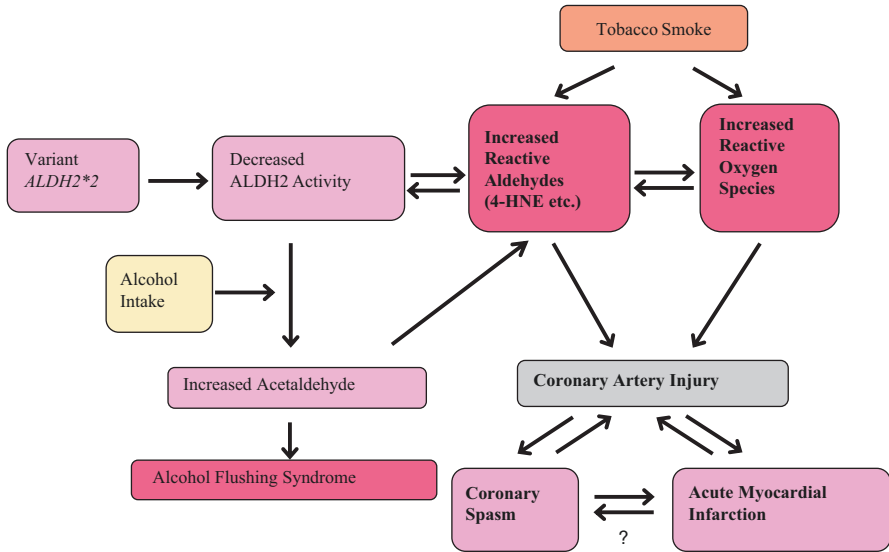 Tobacco Smoke
Variant
ALDH2*2
Decreased
ALDH2 Activity
Increased
Reactive
Aldehydes
(4-HNE etc.)
Increased
Reactive
Oxygen
Species
Alcohol
Intake
Increased Acetaldehyde
Coronary Artery Injury
Alcohol Flushing Syndrome
Coronary
Spasm
Acute Myocardial
Infarction
?